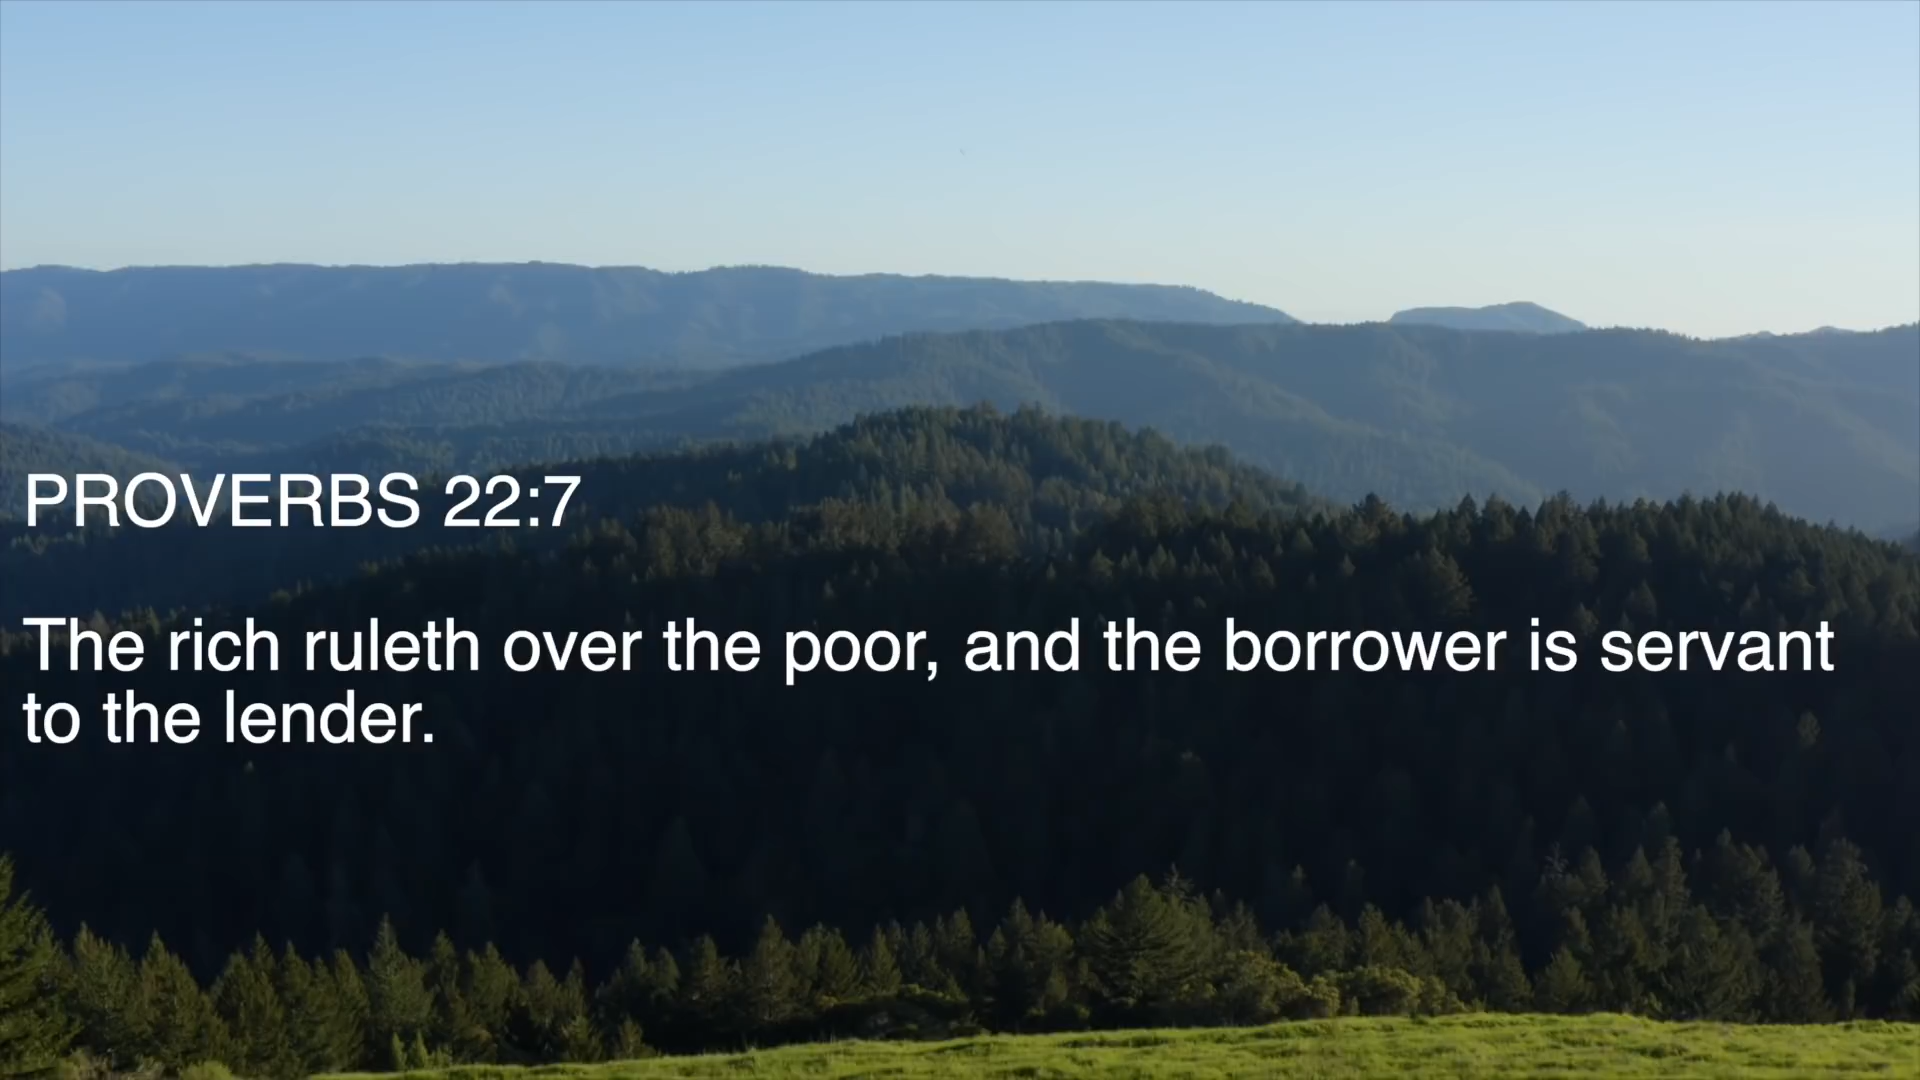 PROVERBS 22:7
The rich ruleth over the poor, and the borrower is servant
to the lender.